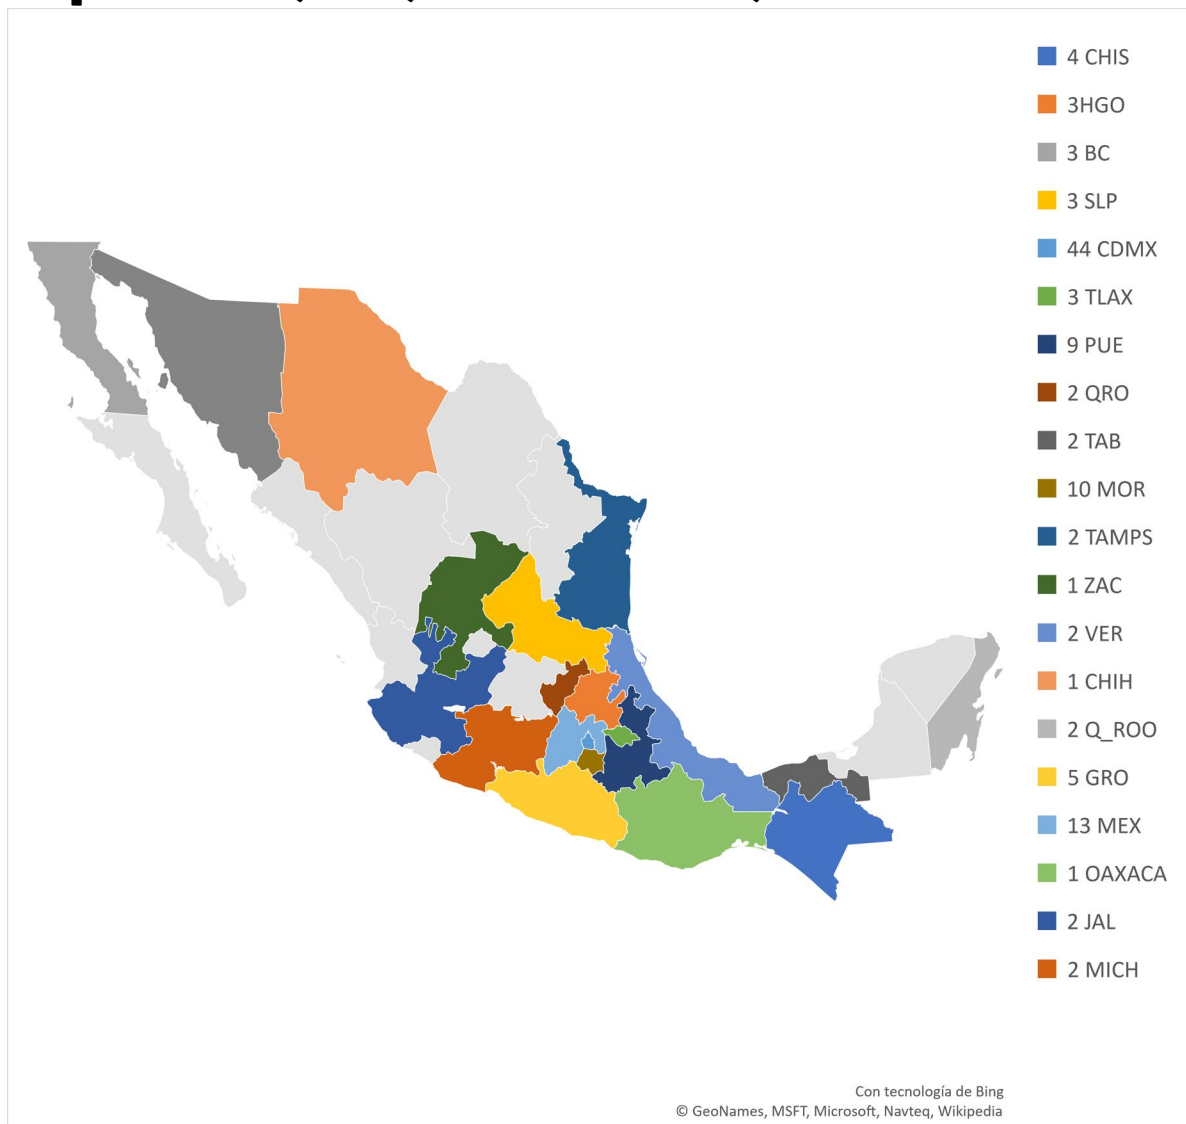 4 CHIS
3HGO
3 BC
3 SLP
44 CDMX
3 TLAX
9 PUE
2 QRO
2 TAB
10 MOR
2 TAMPS
1 ZAC
2 VER
1 CHIH
2 Q_ROO
5 GRO
13 MEX
1 OAXACA
2 JAL
2 MICH
Con tecnología de Bing
© GeoNames, MSFT, Microsoft, Navteq, Wikipedia